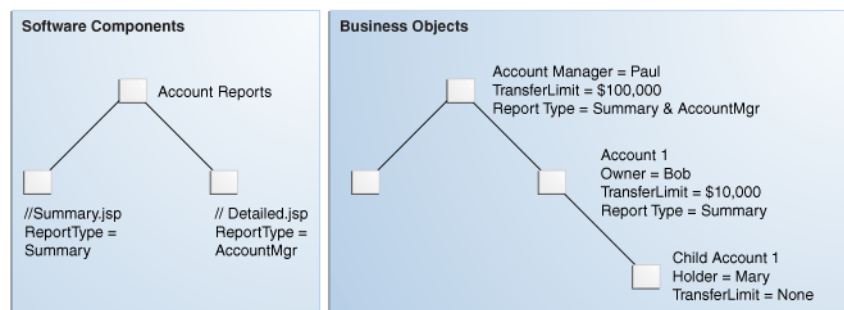 Software Components
Account Reports
//Summary.jsp
ReportType =
Summary
// Detailed.jsp
ReportType =
AccountMgr
Business Objects
Account Manager = Paul
TransferLimit = $100,000
Report Type = Summary & AccountMgr
Account 1
Owner = Bob
TransferLimit = $10,000
Report Type = Summary
Child Account 1
Holder = Mary
TransferLimit = None